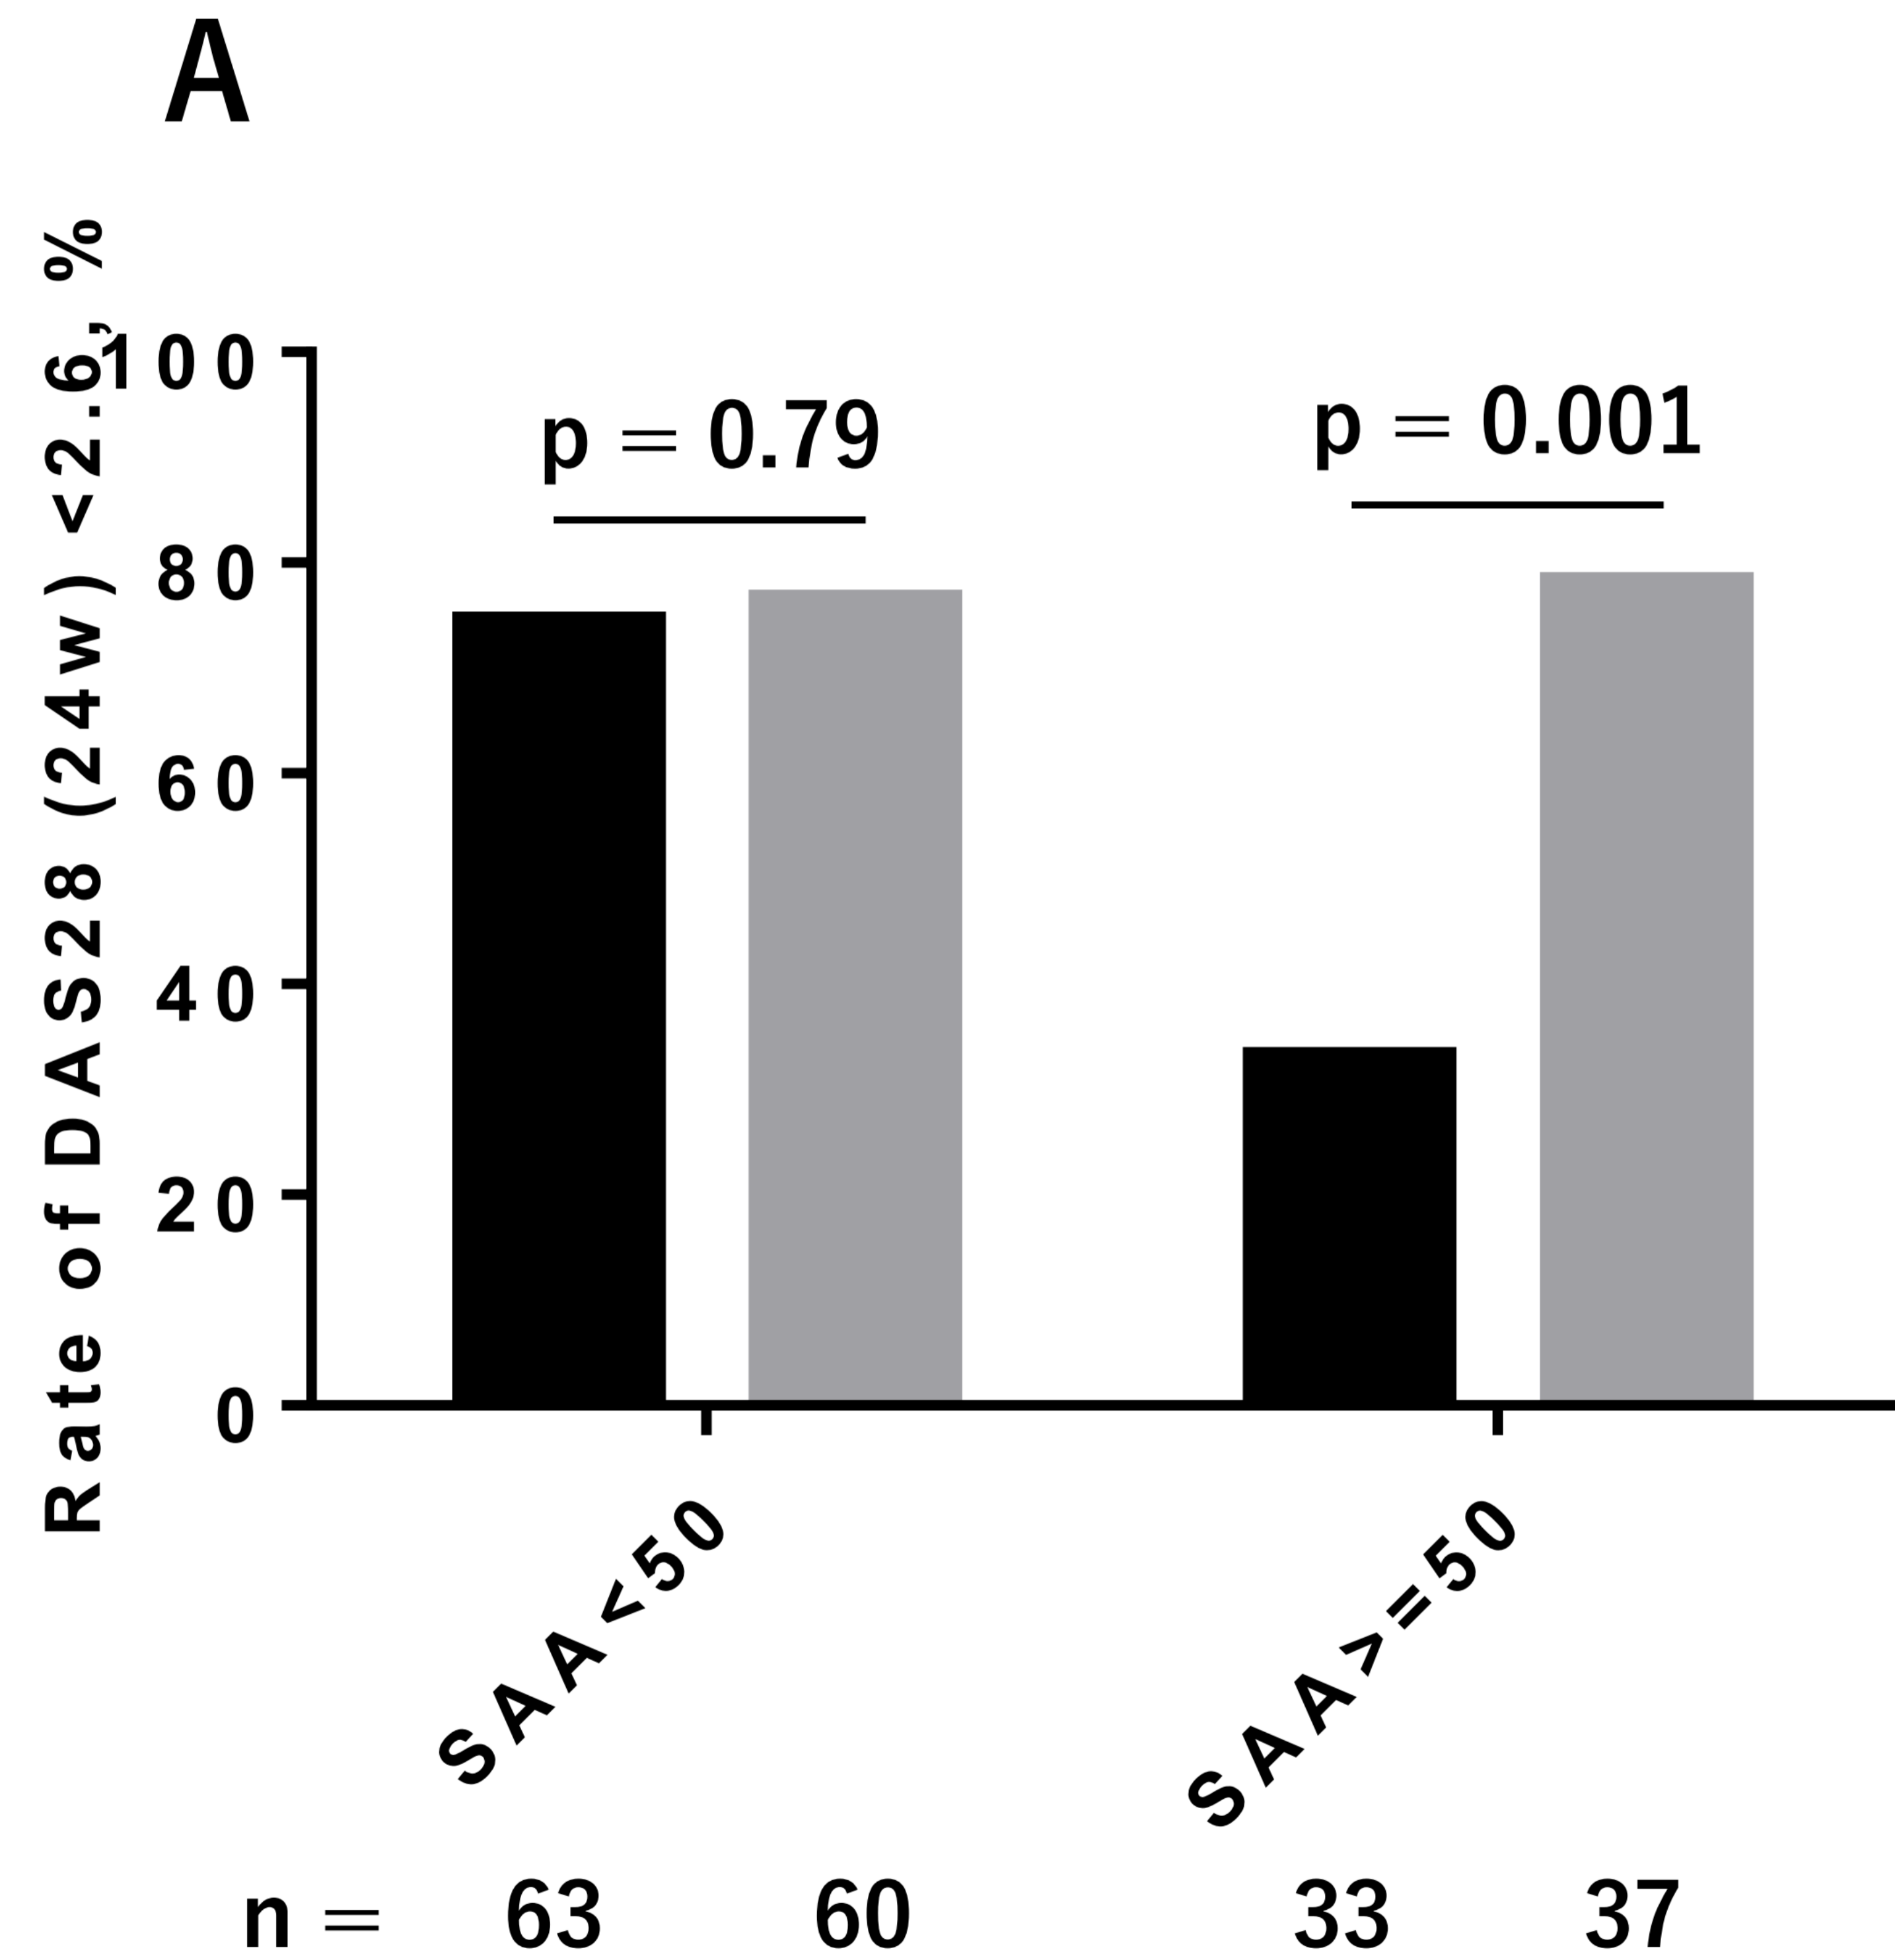 A
Rate of DAS28 (24w) <2.6, %
100
80
60
40
20
0
p = 0.79
p = 0.001
SAA<50
SAA>=50
n = 63 60 33 37